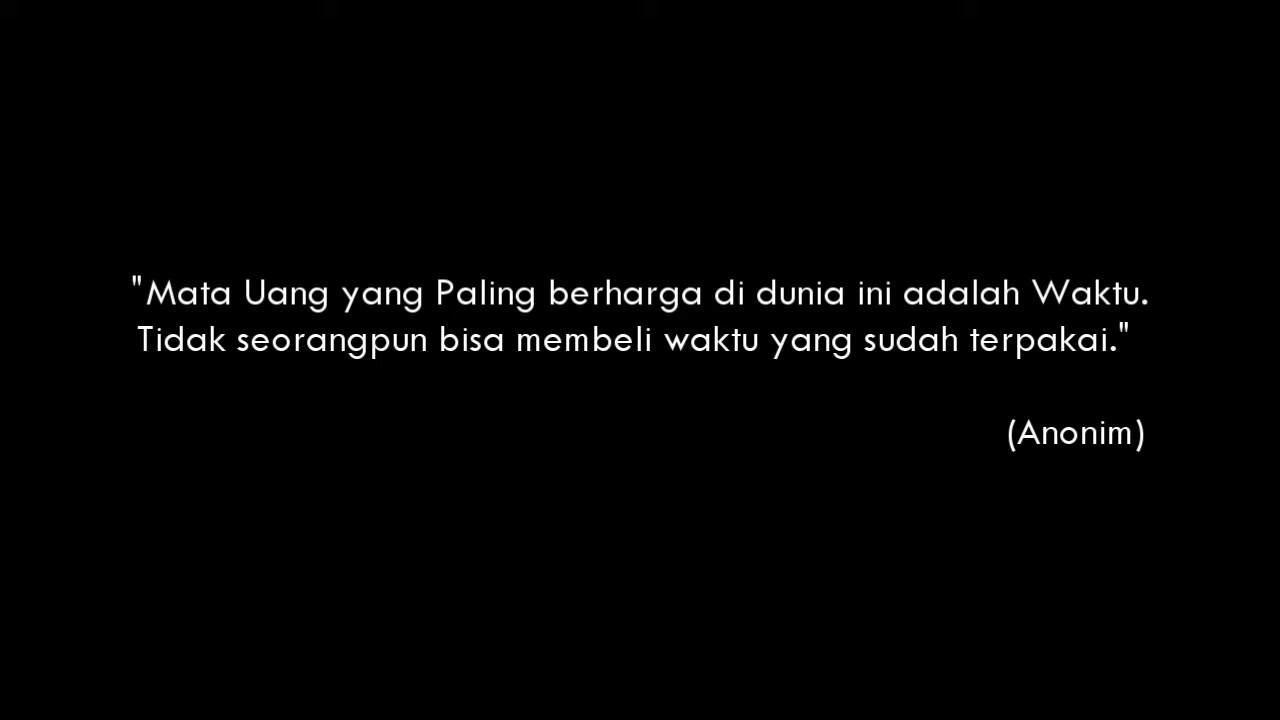 "Mata Uang yang Paling berharga di dunia ini adalah Waktu.
Tidak seorangpun bisa membeli waktu yang sudah terpakai."
(Anonim)